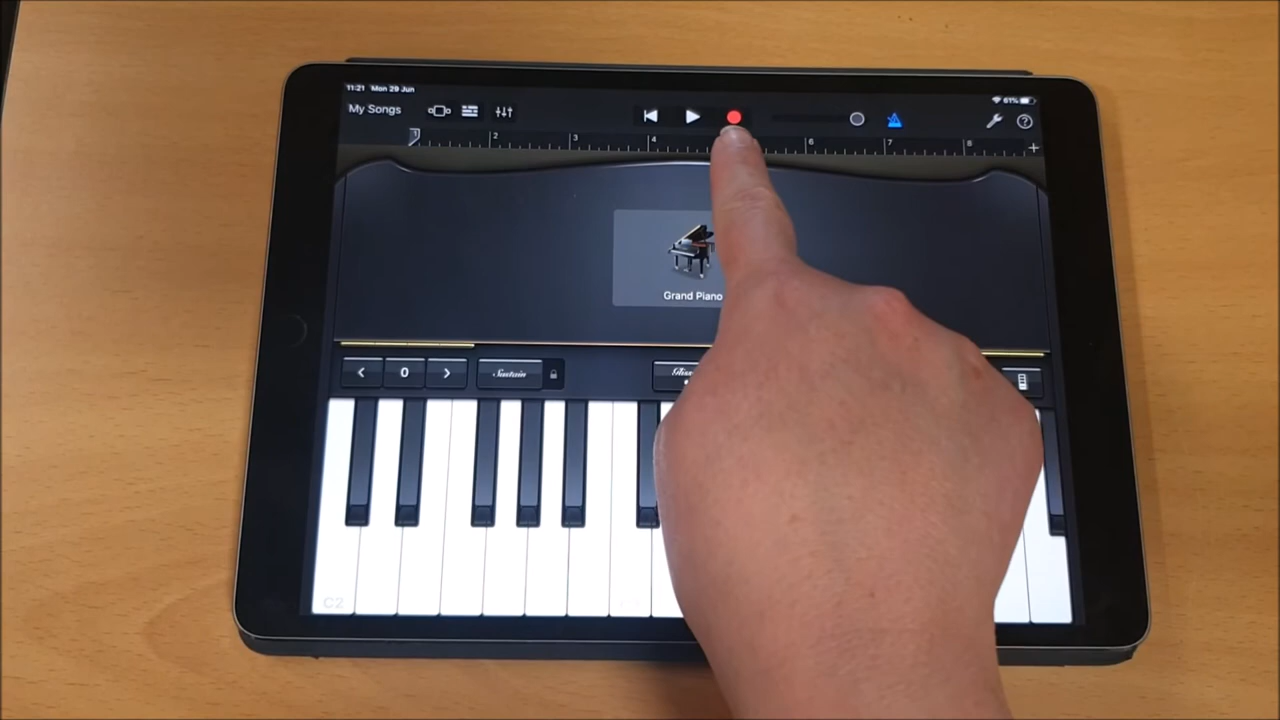 11:21 Mon 29 Jun
61%
My Songs
1 2 3 4 6 7 8 +
?
Grand Piano
0
Sustain
C2